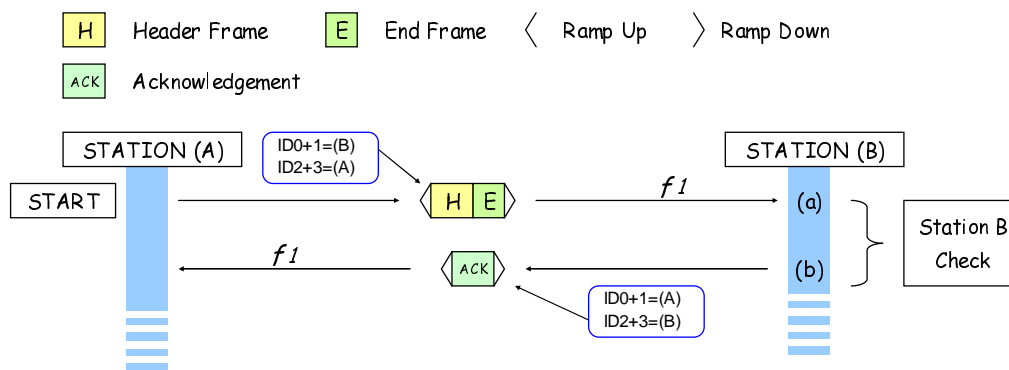 H Header Frame E End Frame Ramp Up Ramp Down
ACK Acknowledgement
STATION (A)
ID0+1=(B)
ID2+3=(A)
STATION (B)
START
H E
f1
(a)
Station B
Check
f1
ACK
(b)
ID0+1=(A)
ID2+3=(B)